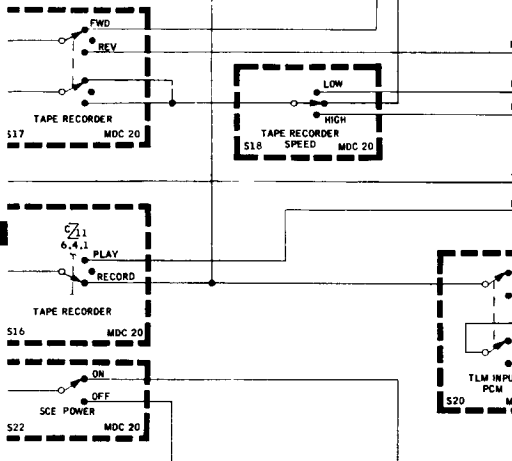 FWD
REV
TAPE RECORDER
S17 MDC 20
LOW
HIGH
TAPE RECORDER
SPEED
S18 MDC 20
6.4.1
PLAY
RECORD
TAPE RECORDER
S16 MDC 20
ON
OFF
SCE POWER
S22 MDC 20
TLM INPU
PCM
S20 M